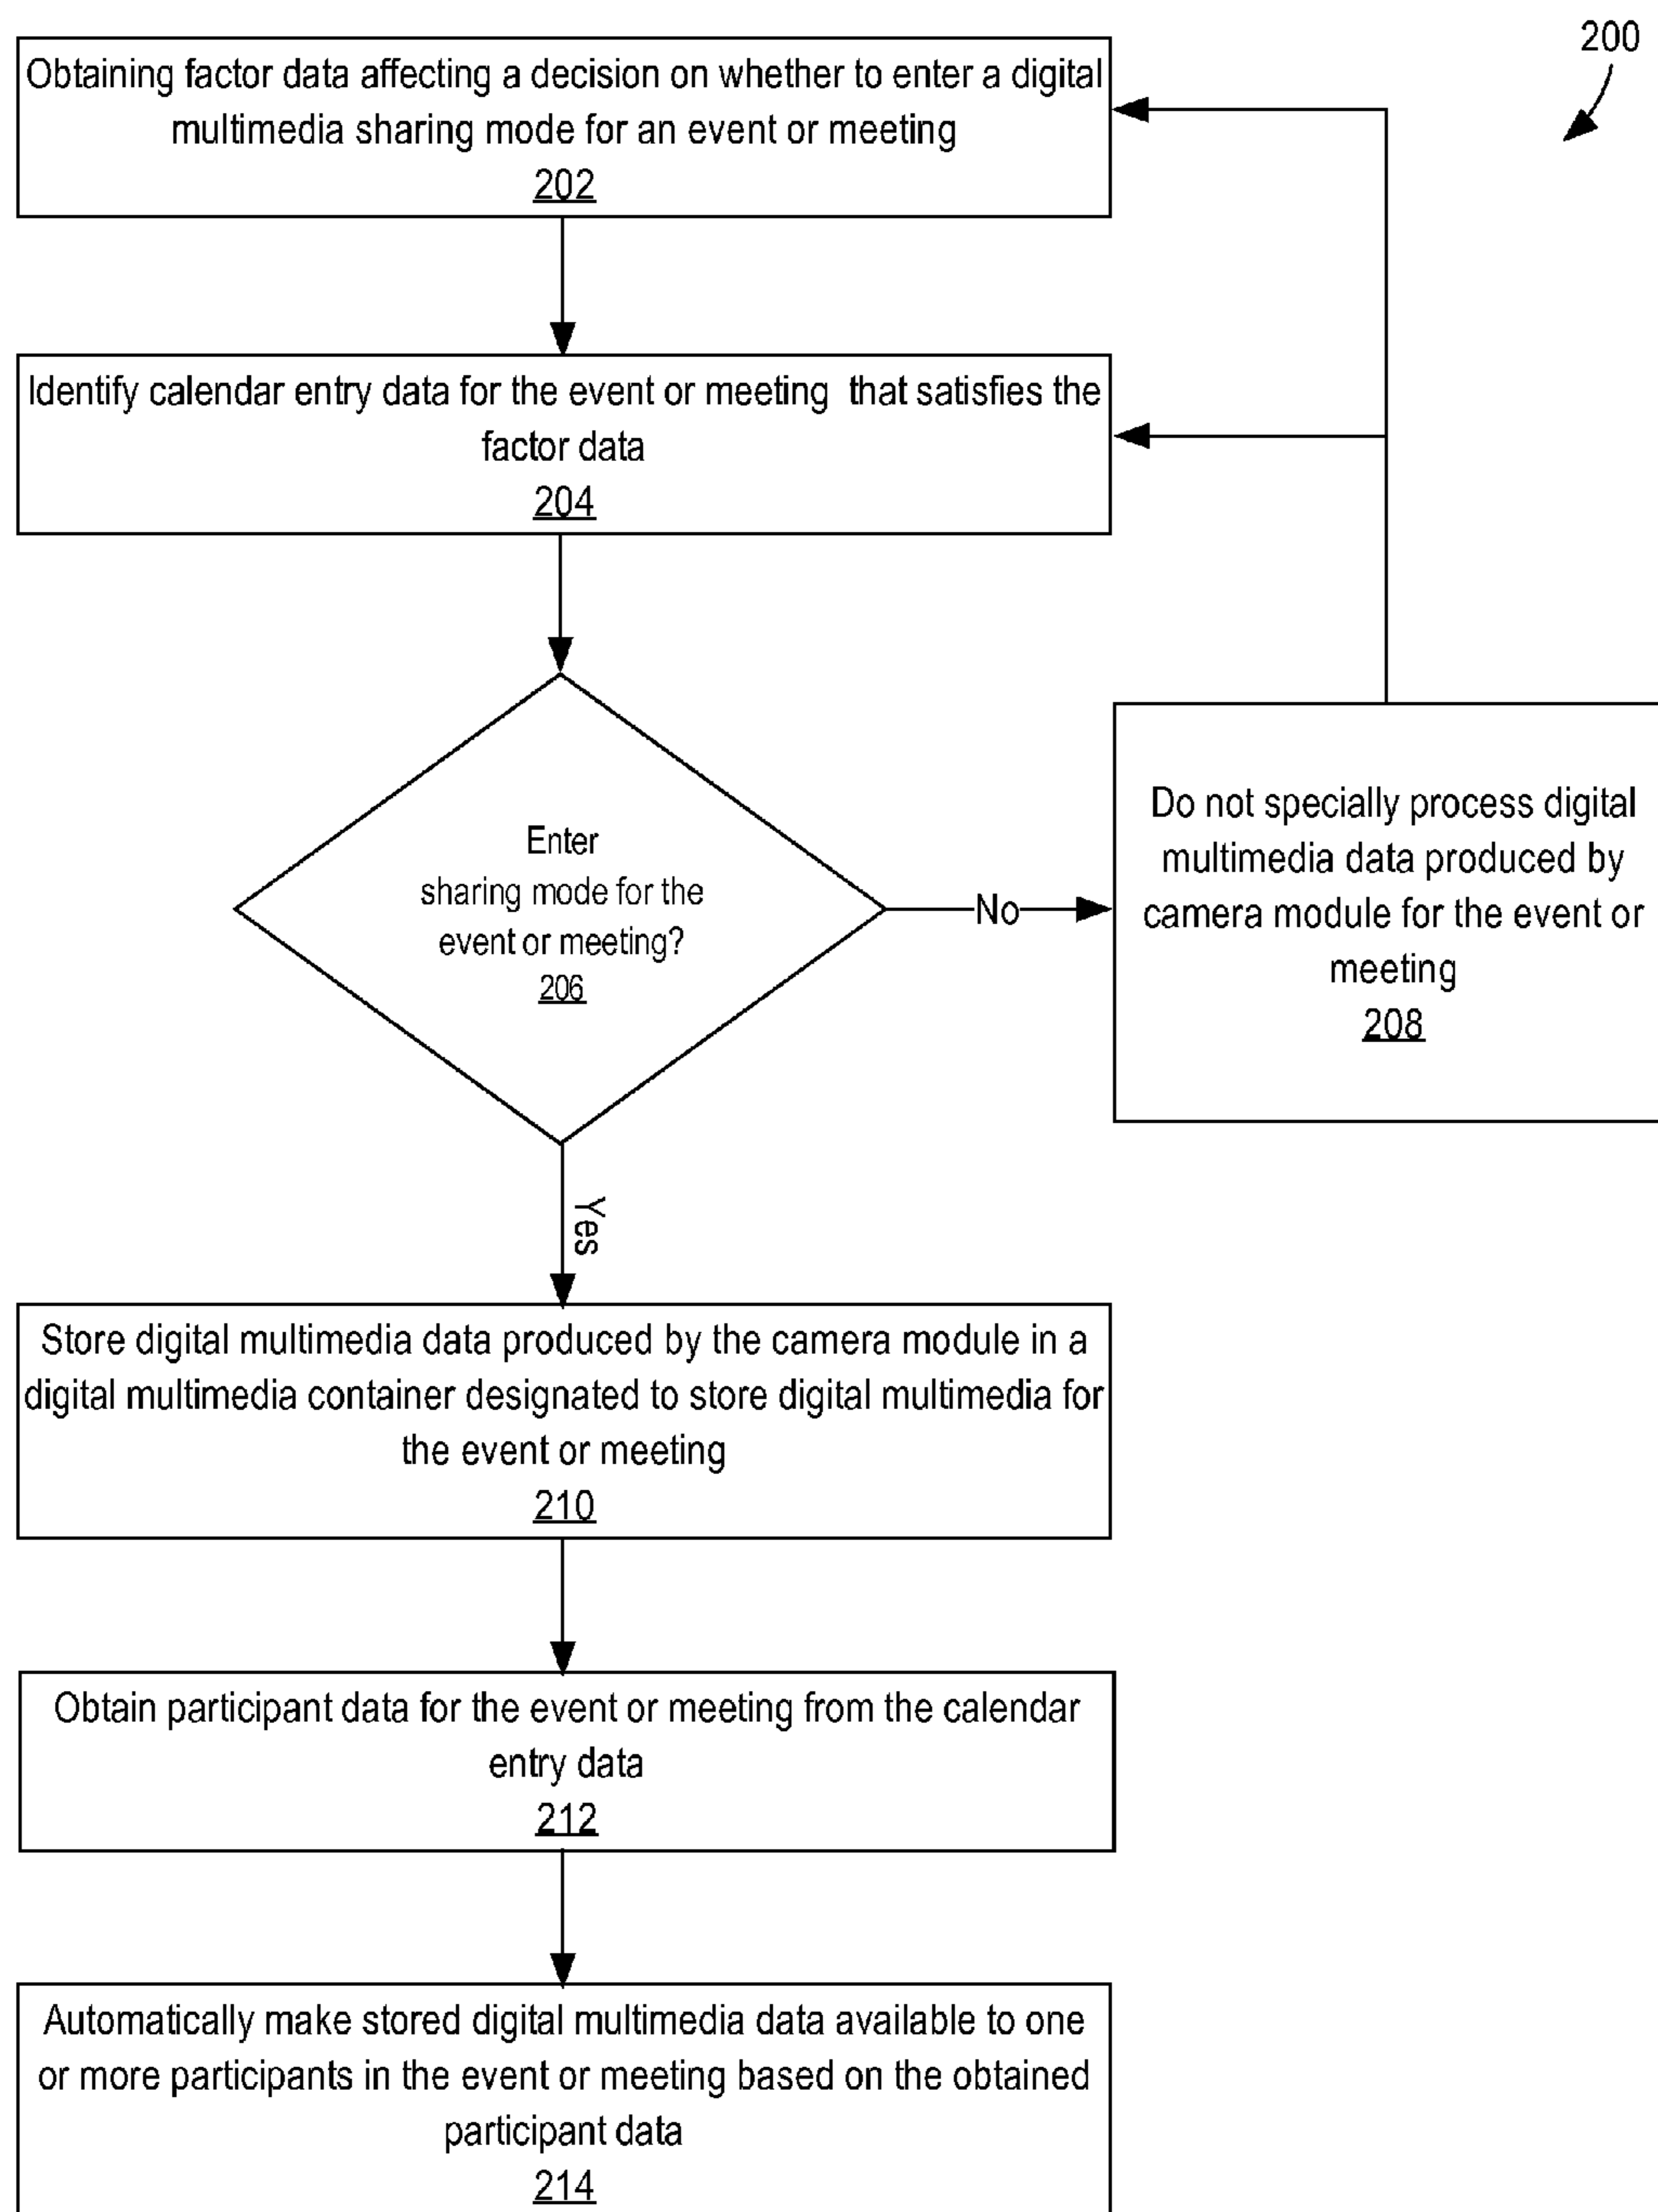 200
Obtaining factor data affecting a decision on whether to enter a digital
multimedia sharing mode for an event or meeting
202
Identify calendar entry data for the event or meeting that satisfies the
factor data
204
Enter
sharing mode for the
event or meeting?
206
No
Do not specially process digital
multimedia data produced by
camera module for the event or
meeting
208
Yes
Store digital multimedia data produced by the camera module in a
digital multimedia container designated to store digital multimedia for
the event or meeting
210
Obtain participant data for the event or meeting from the calendar
entry data
212
Automatically make stored digital multimedia data available to one
or more participants in the event or meeting based on the obtained
participant data
214